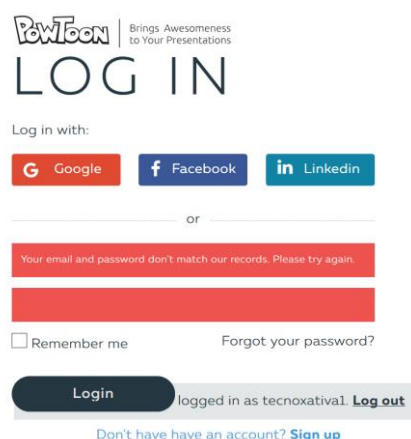 PowToon
Brings Awesomeness
to Your Presentations
LOG IN
Log in with:
G Google
f Facebook
in Linkedin
or
Your email and password don't match our records. Please try again.
Remember me
Forgot your password?
Login
logged in as tecnoxativa1. Log out
Don't have have an account? Sign up